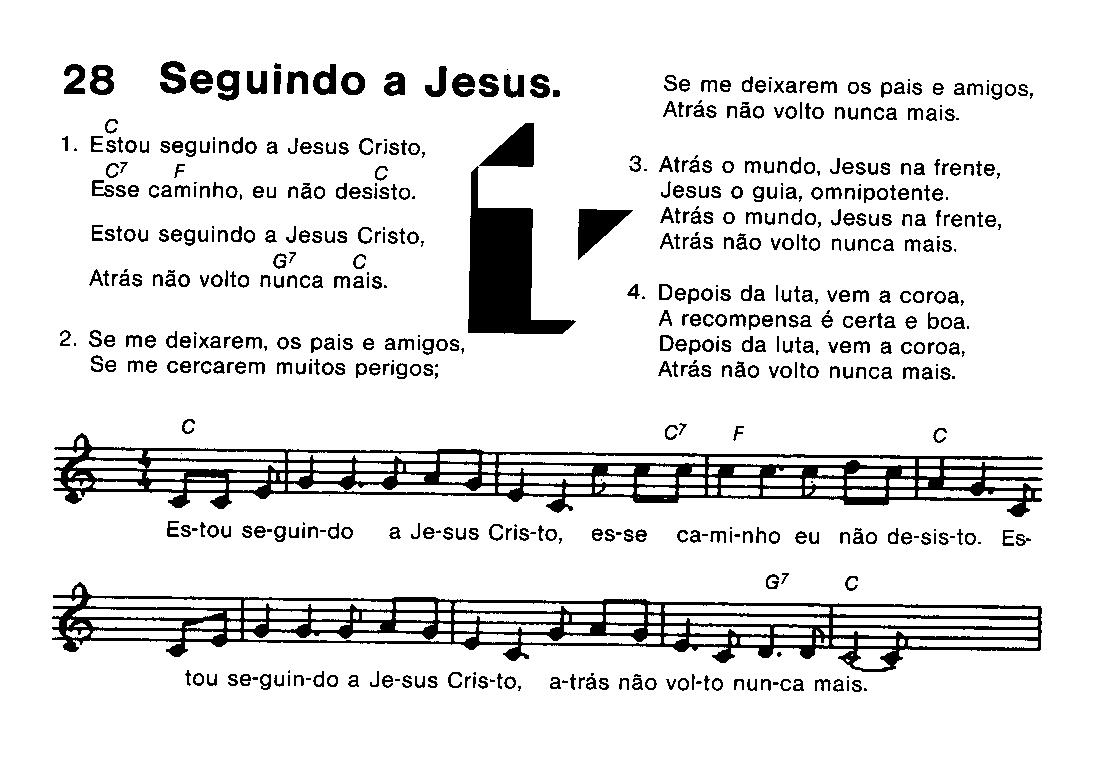 28 Seguindo a Jesus.
C
1. Estou seguindo a Jesus Cristo,
C7 F C
Esse caminho, eu não desisto.
Estou seguindo a Jesus Cristo,
G7 C
Atrás não volto nunca mais.
2. Se me deixarem, os pais e amigos,
Se me cercarem muitos perigos;
Se me deixarem os pais e amigos,
Atrás não volto nunca mais.
3. Atrás o mundo, Jesus na frente,
Jesus o guia, omnipotente.
Atrás o mundo, Jesus na frente,
Atrás não volto nunca mais.
4. Depois da luta, vem a coroa,
A recompensa é certa e boa.
Depois da luta, vem a coroa,
Atrás não volto nunca mais.
C C7 F C
Es-tou se-guin-do a Je-sus Cris-to, es-se ca-mi-nho eu não de-sis-to. Es-
G7 C
tou se-guin-do a Je-sus Cris-to, a-trás não vol-to nun-ca mais.